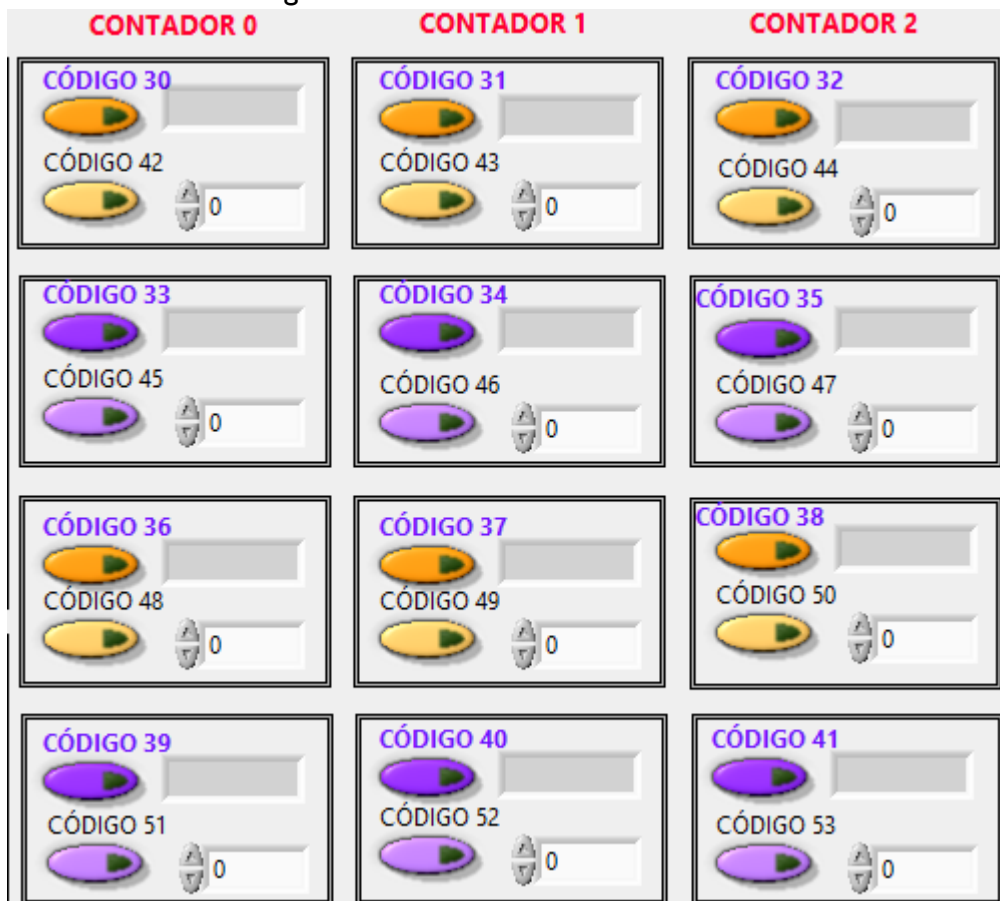 CONTADOR 0 CONTADOR 1 CONTADOR 2
CÓDIGO 30 CÓDIGO 31 CÓDIGO 32
CÓDIGO 42 CÓDIGO 43 CÓDIGO 44
0 0 0
CÓDIGO 33 CÓDIGO 34 CÓDIGO 35
CÓDIGO 45 CÓDIGO 46 CÓDIGO 47
0 0 0
CÓDIGO 36 CÓDIGO 37 CÓDIGO 38
CÓDIGO 48 CÓDIGO 49 CÓDIGO 50
0 0 0
CÓDIGO 39 CÓDIGO 40 CÓDIGO 41
CÓDIGO 51 CÓDIGO 52 CÓDIGO 53
0 0 0